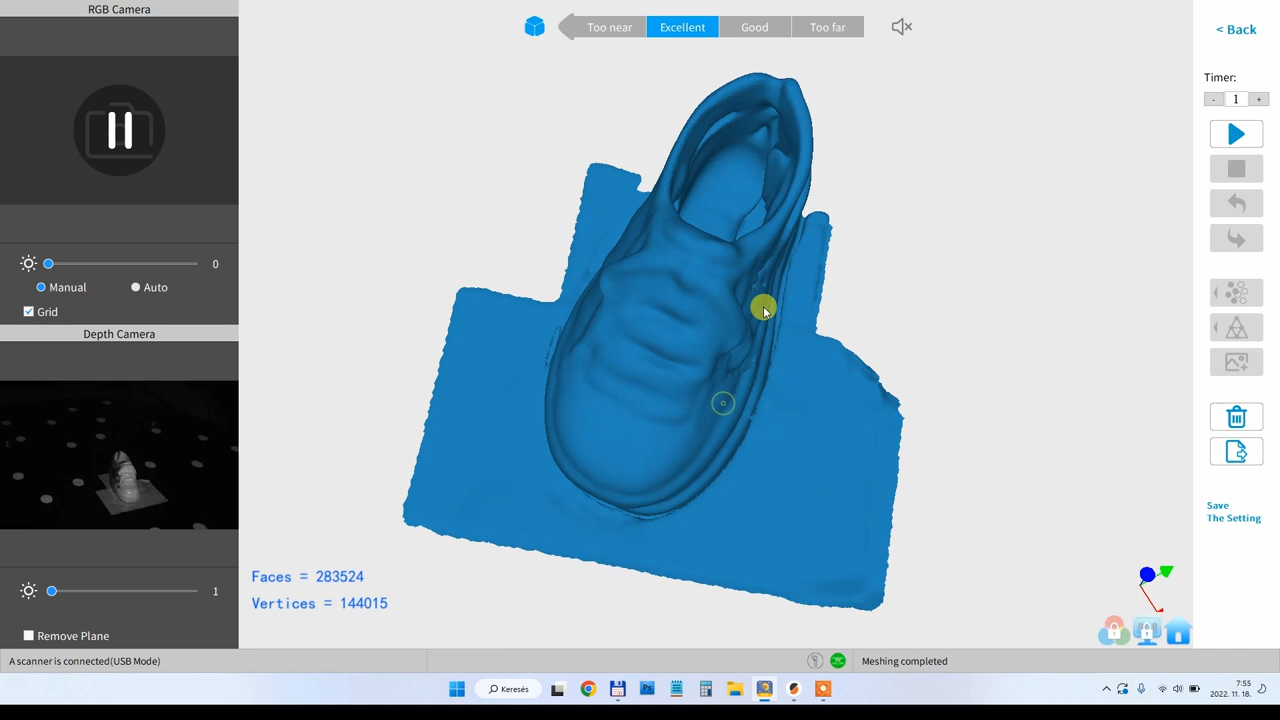 RGB Camera
Too near
Excellent
Good
Too far
< Back
Timer:
- 1 +
0
Manual
Auto
Grid
Depth Camera
Save
The Setting
Faces = 283524
Vertices = 144015
1
Remove Plane
A scanner is connected(USB Mode)
Meshing completed
Keresés
Ps
7:55
2022. 11. 18.